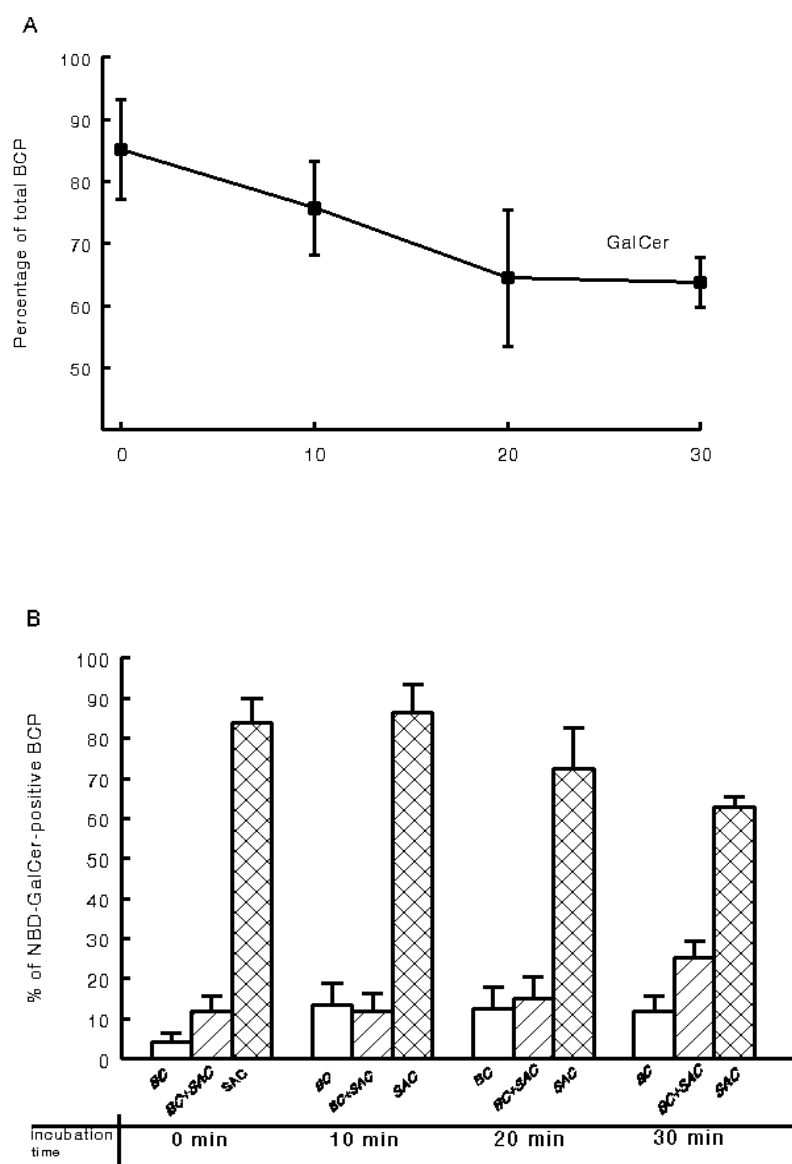 A
Percentage of total BCP
100
90
80
70
60
50
GalCer
0 10 20 30
B
% of NBD-GalCer-positive BCP
100
90
80
70
60
50
40
30
20
10
0
BC BC+SAC SAC BC BC+SAC SAC BC BC+SAC SAC BC BC+SAC SAC
incubation time 0 min 10 min 20 min 30 min